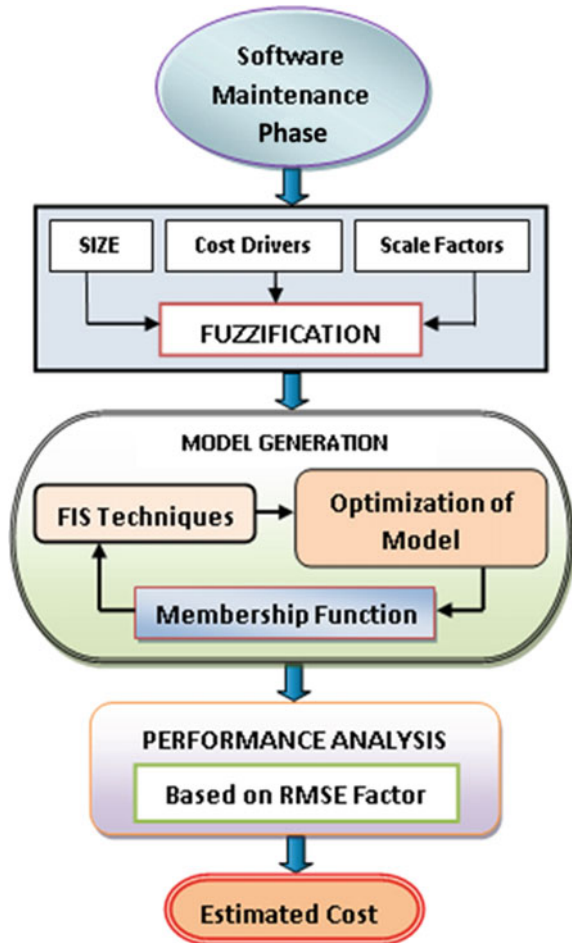 Software
Maintenance
Phase
SIZE
Cost Drivers
Scale Factors
FUZZIFICATION
MODEL GENERATION
FIS Techniques
Optimization of
Model
Membership Function
PERFORMANCE ANALYSIS
Based on RMSE Factor
Estimated Cost